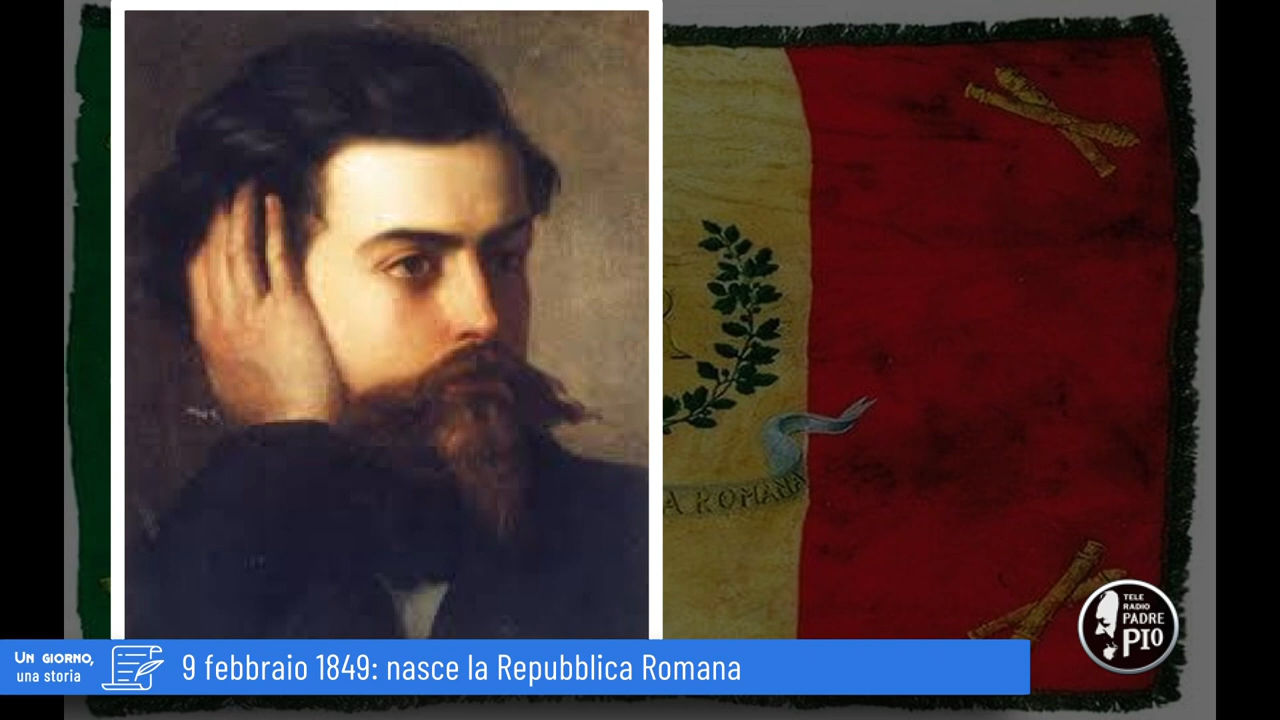 A ROMANA
UN GIORNO,
una storia
9 febbraio 1849: nasce la Repubblica Romana
TELE
RADIO
PADRE
PIO